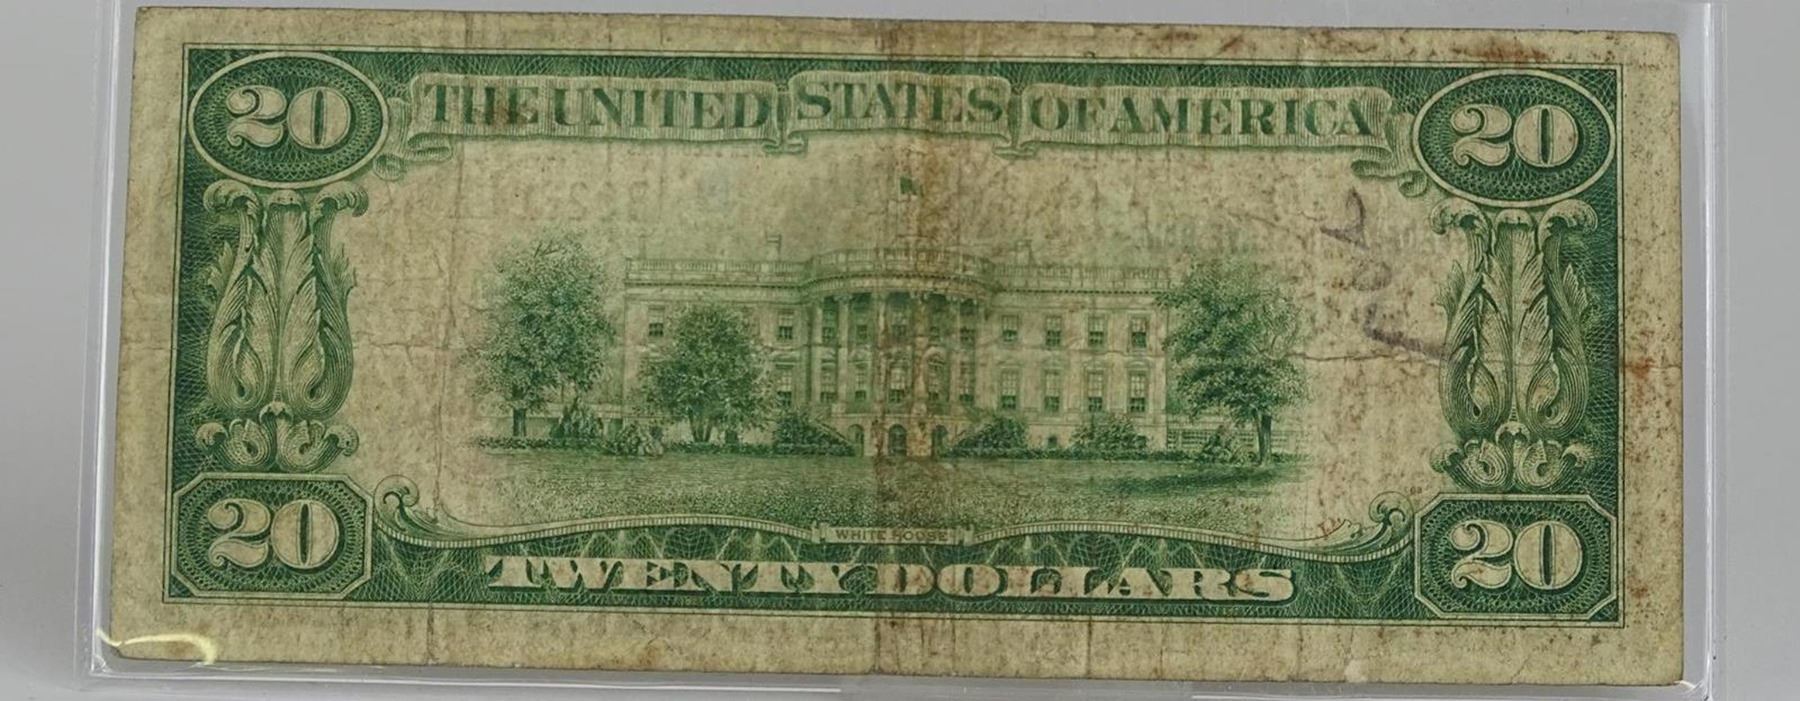 20 THE UNITED STATES OF AMERICA 20
WHITE HOUSE
20 TWENTY DOLLARS 20